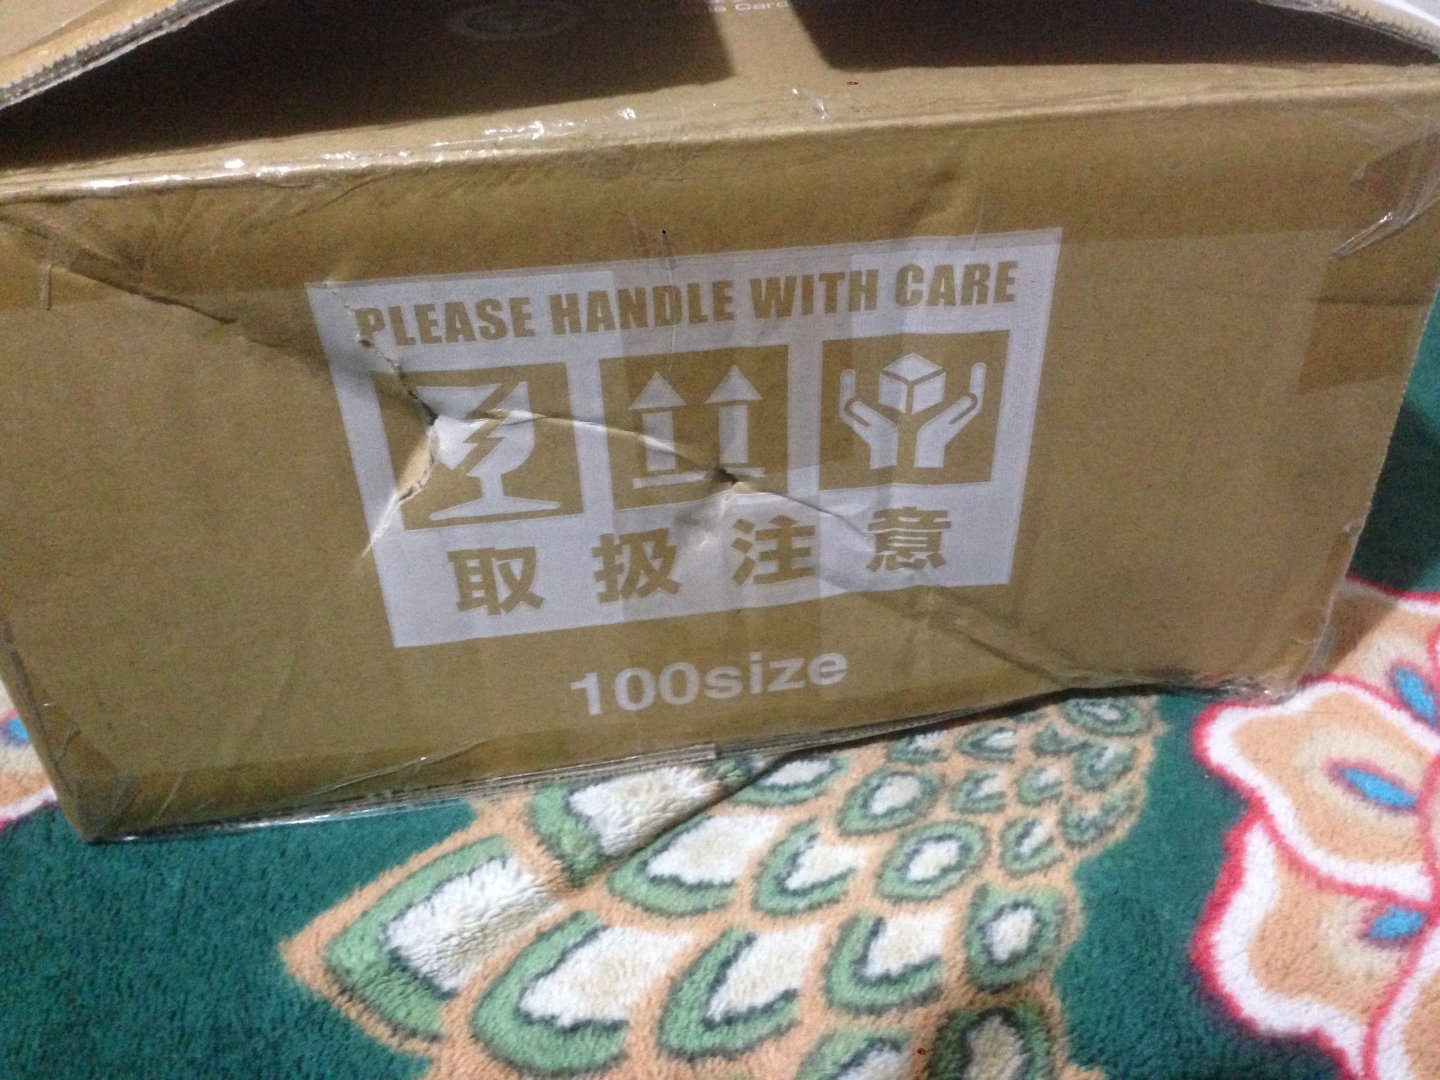 PLEASE HANDLE WITH CARE
取扱注意
100size